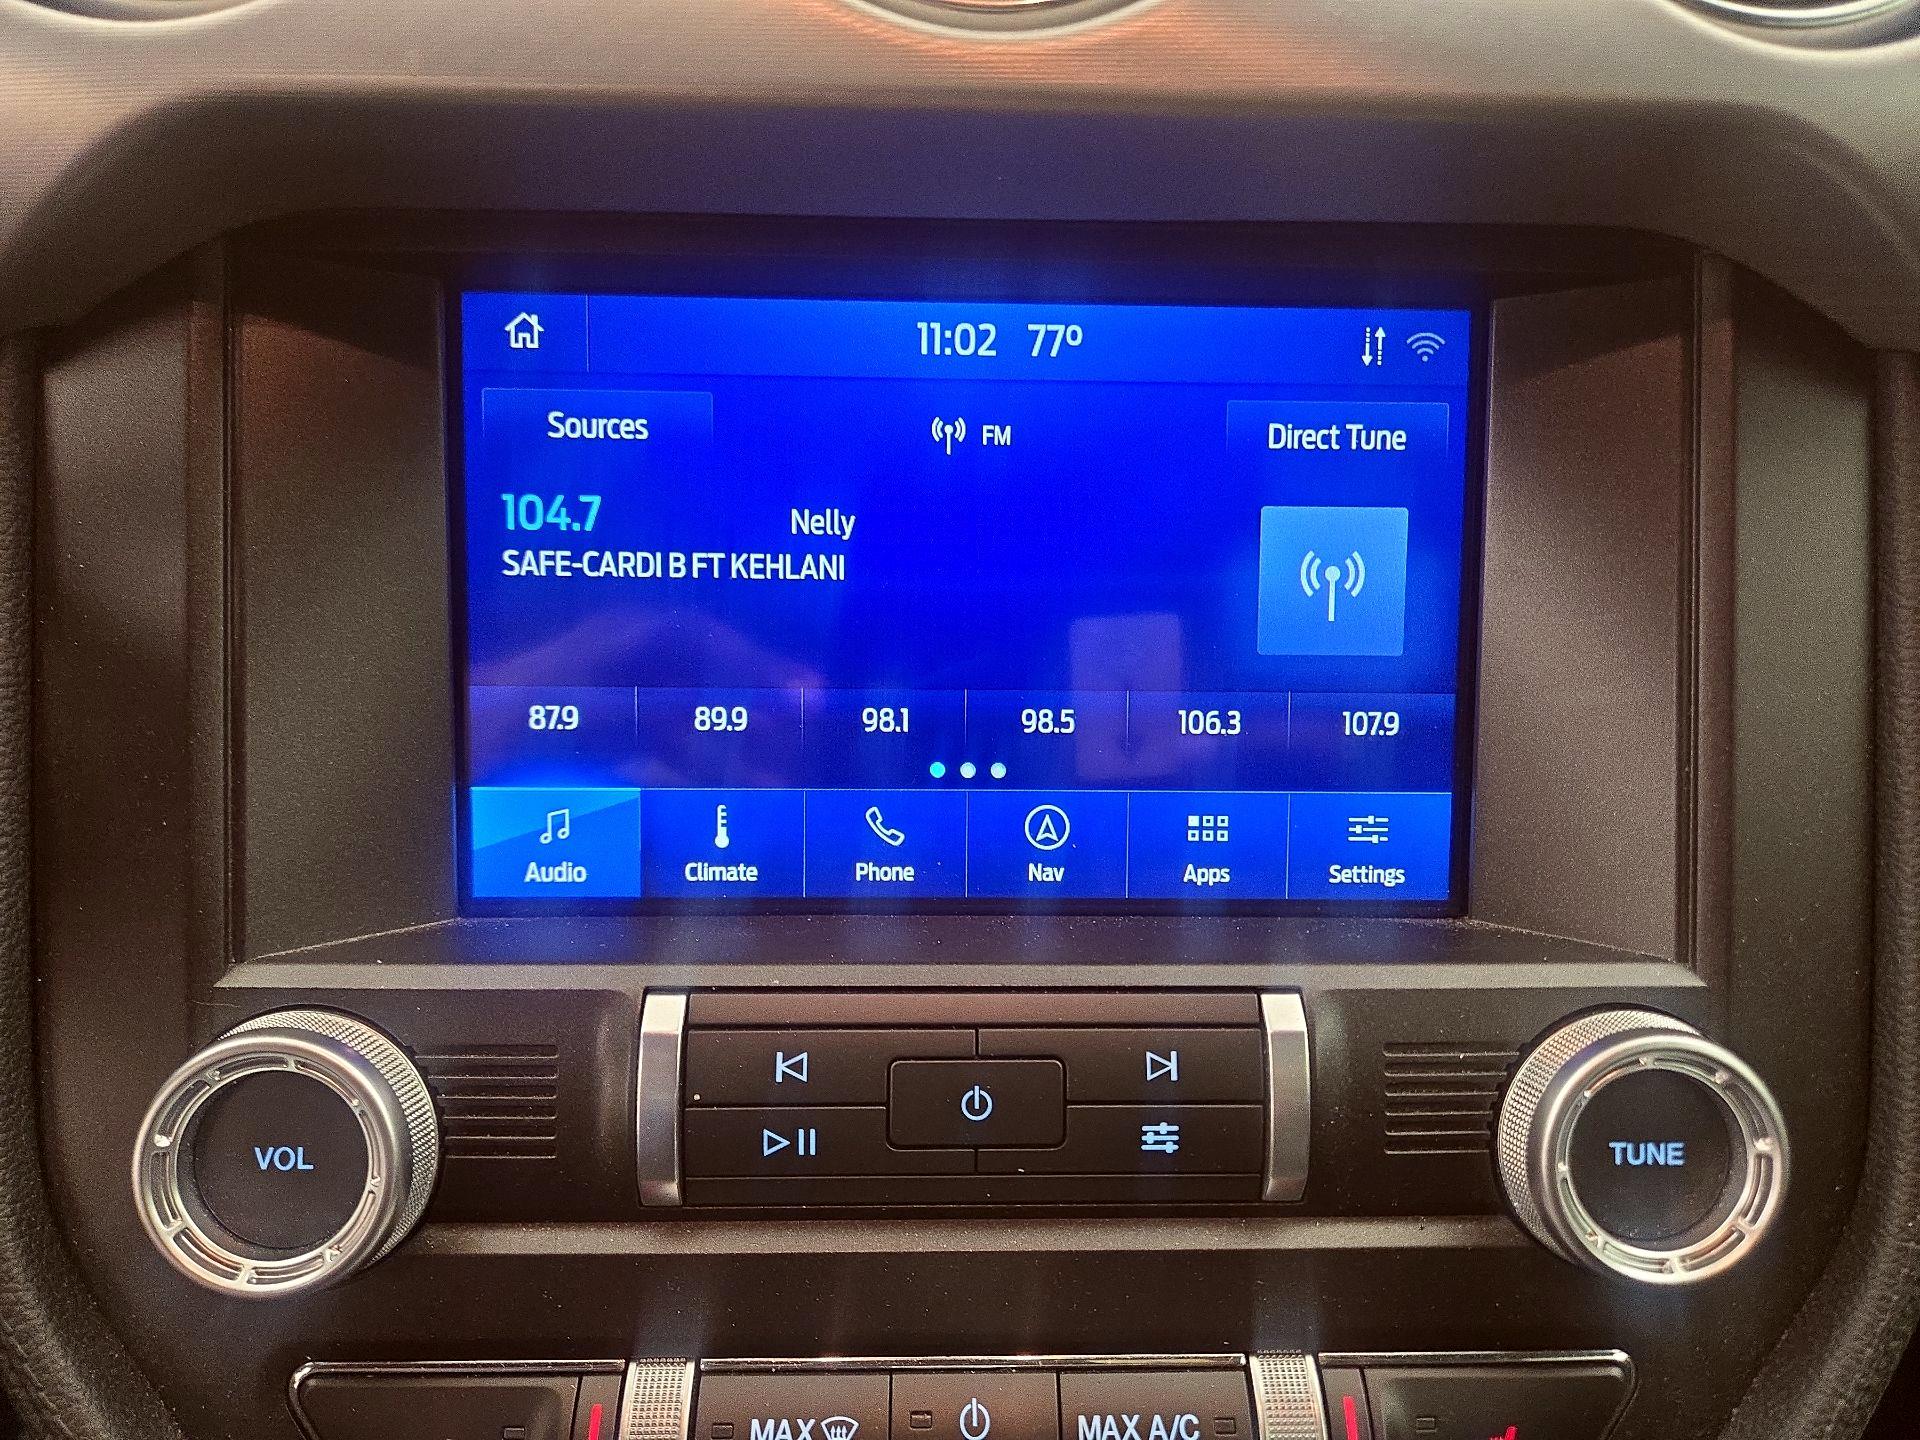 11:02 77°
Sources FM Direct Tune
104.7 Nelly
SAFE-CARDI B FT KEHLANI
87.9 89.9 98.1 98.5 106.3 107.9
Audio Climate Phone Nav Apps Settings
VOL TUNE
MAX MAX A/C